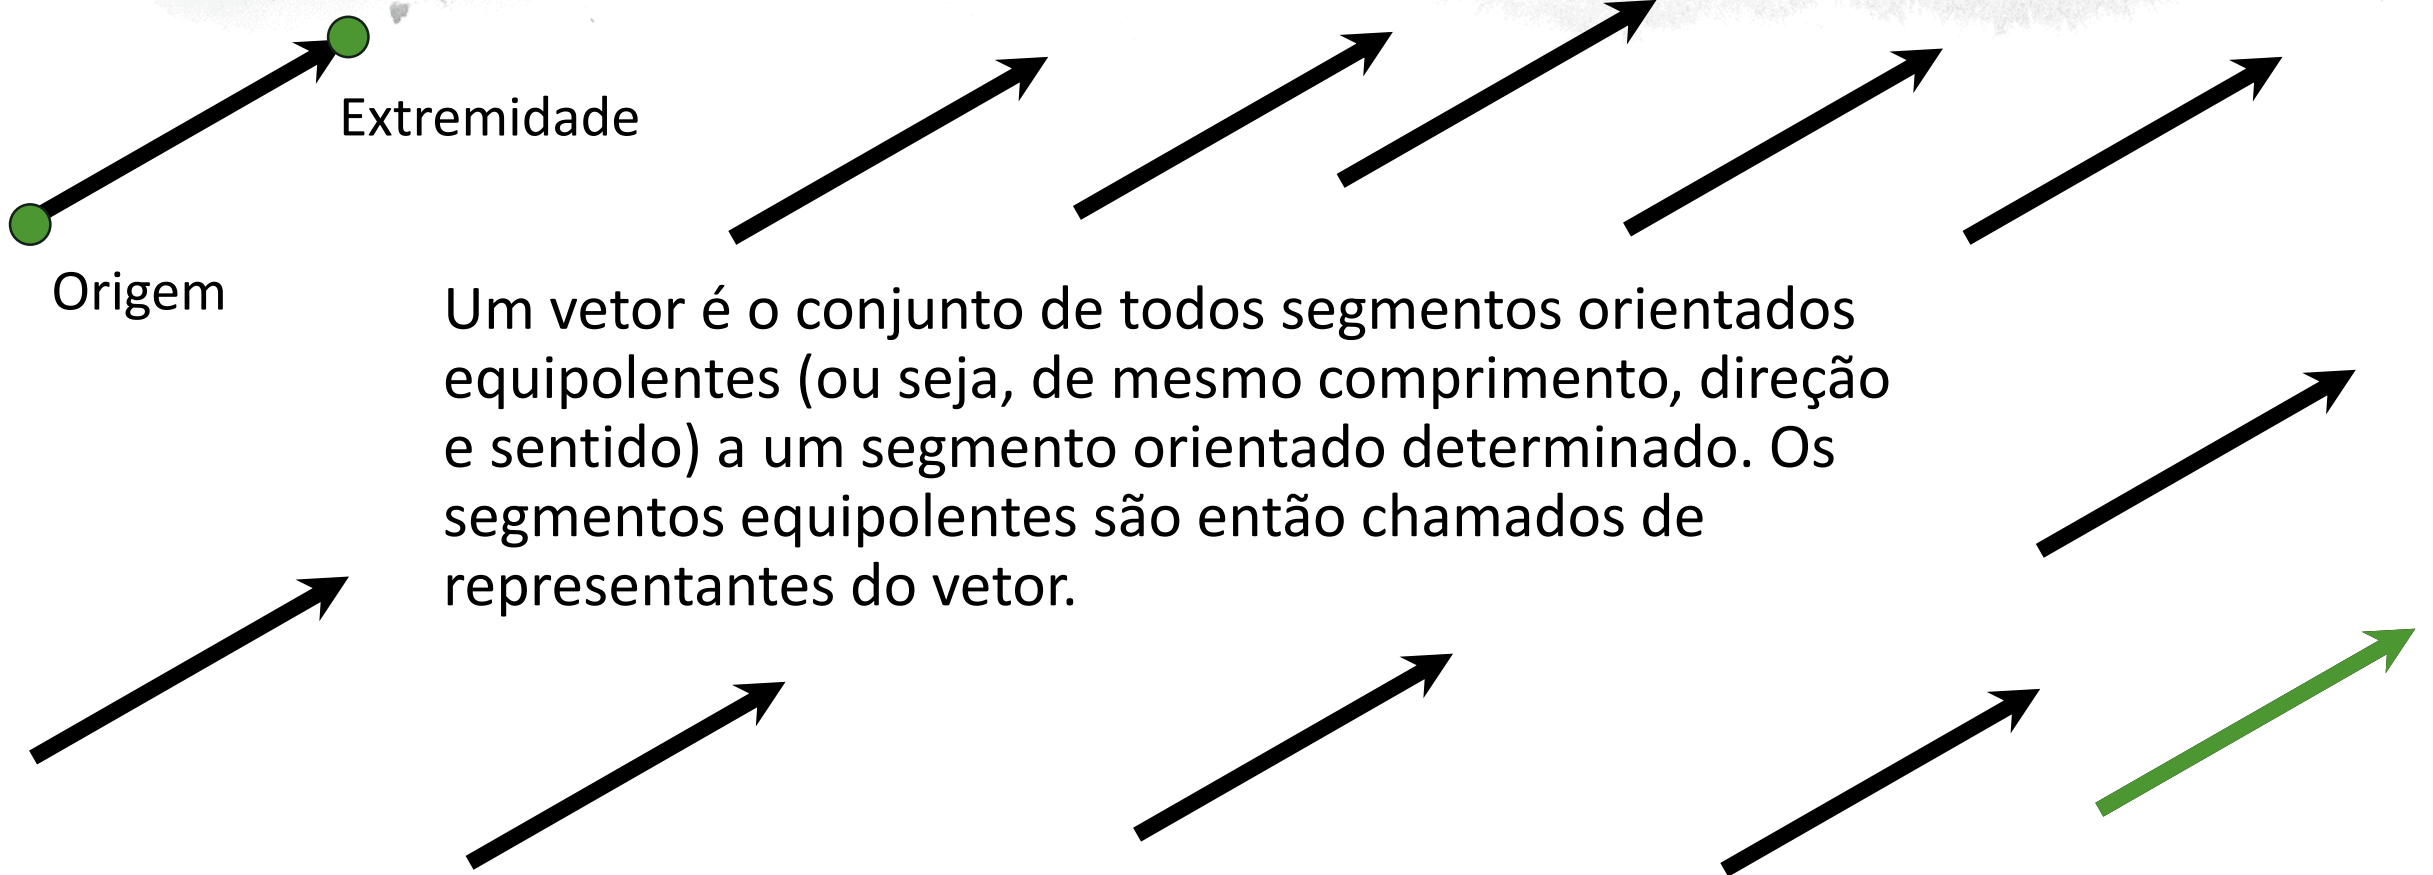 Extremidade
Origem
Um vetor é o conjunto de todos segmentos orientados
equipolentes (ou seja, de mesmo comprimento, direção
e sentido) a um segmento orientado determinado. Os
segmentos equipolentes são então chamados de
representantes do vetor.